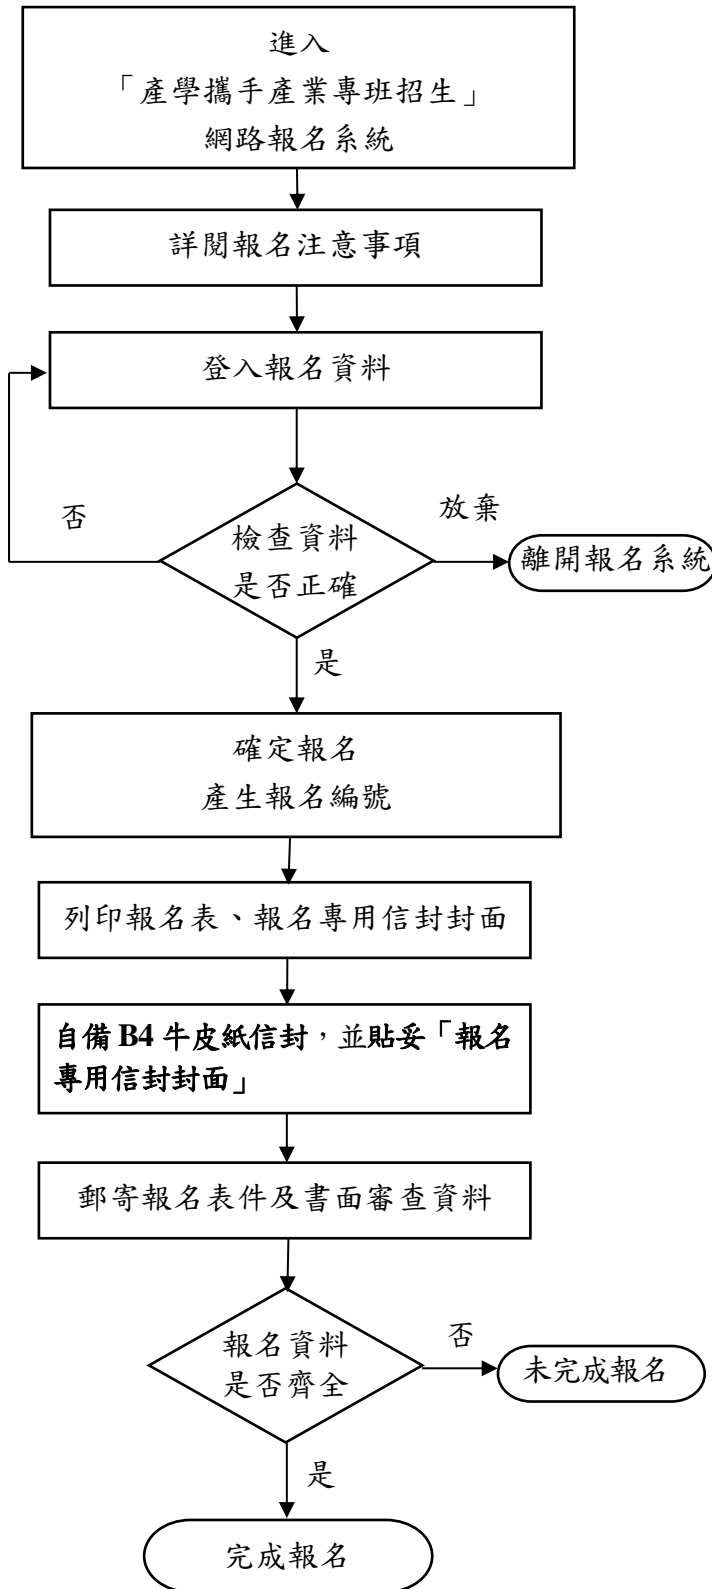 進入
「產學攜手產業專班招生」
網路報名系統
詳閱報名注意事項
登入報名資料
否
檢查資料
是否正確
放棄
離開報名系統
是
確定報名
產生報名編號
列印報名表、報名專用信封封面
自備 B4 牛皮紙信封，並貼妥「報名
專用信封封面」
郵寄報名表件及書面審查資料
報名資料
是否齊全
否
未完成報名
是
完成報名